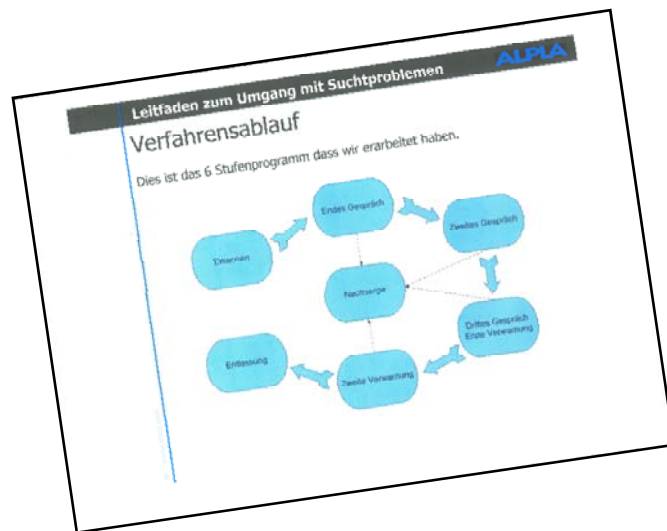 Leitfaden zum Umgang mit Suchtproblemen
ALPLA
Verfahrensablauf
Dies ist das 6 Stufenprogramm dass wir erarbeitet haben.
Erstes Gespräch
Zweites Gespräch
Erkennen
Nachsorge
Drittes Gespräch
Erste Verwarnung
Entlassung
Zweite Verwarnung